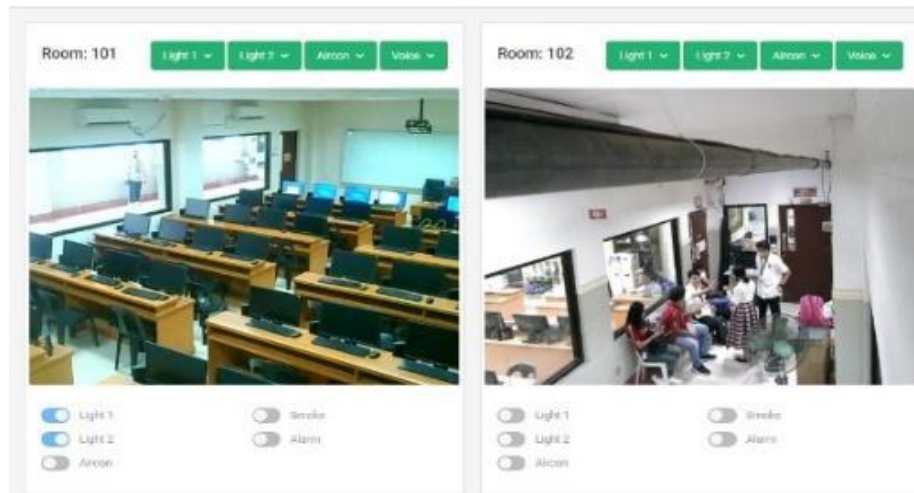 Room: 101
Light 1
Light 2
Aircon
Voice
Room: 102
Light 1
Light 2
Aircon
Voice
Light 1
Smoke
Light 2
Alarm
Aircon
Light 1
Smoke
Light 2
Alarm
Aircon